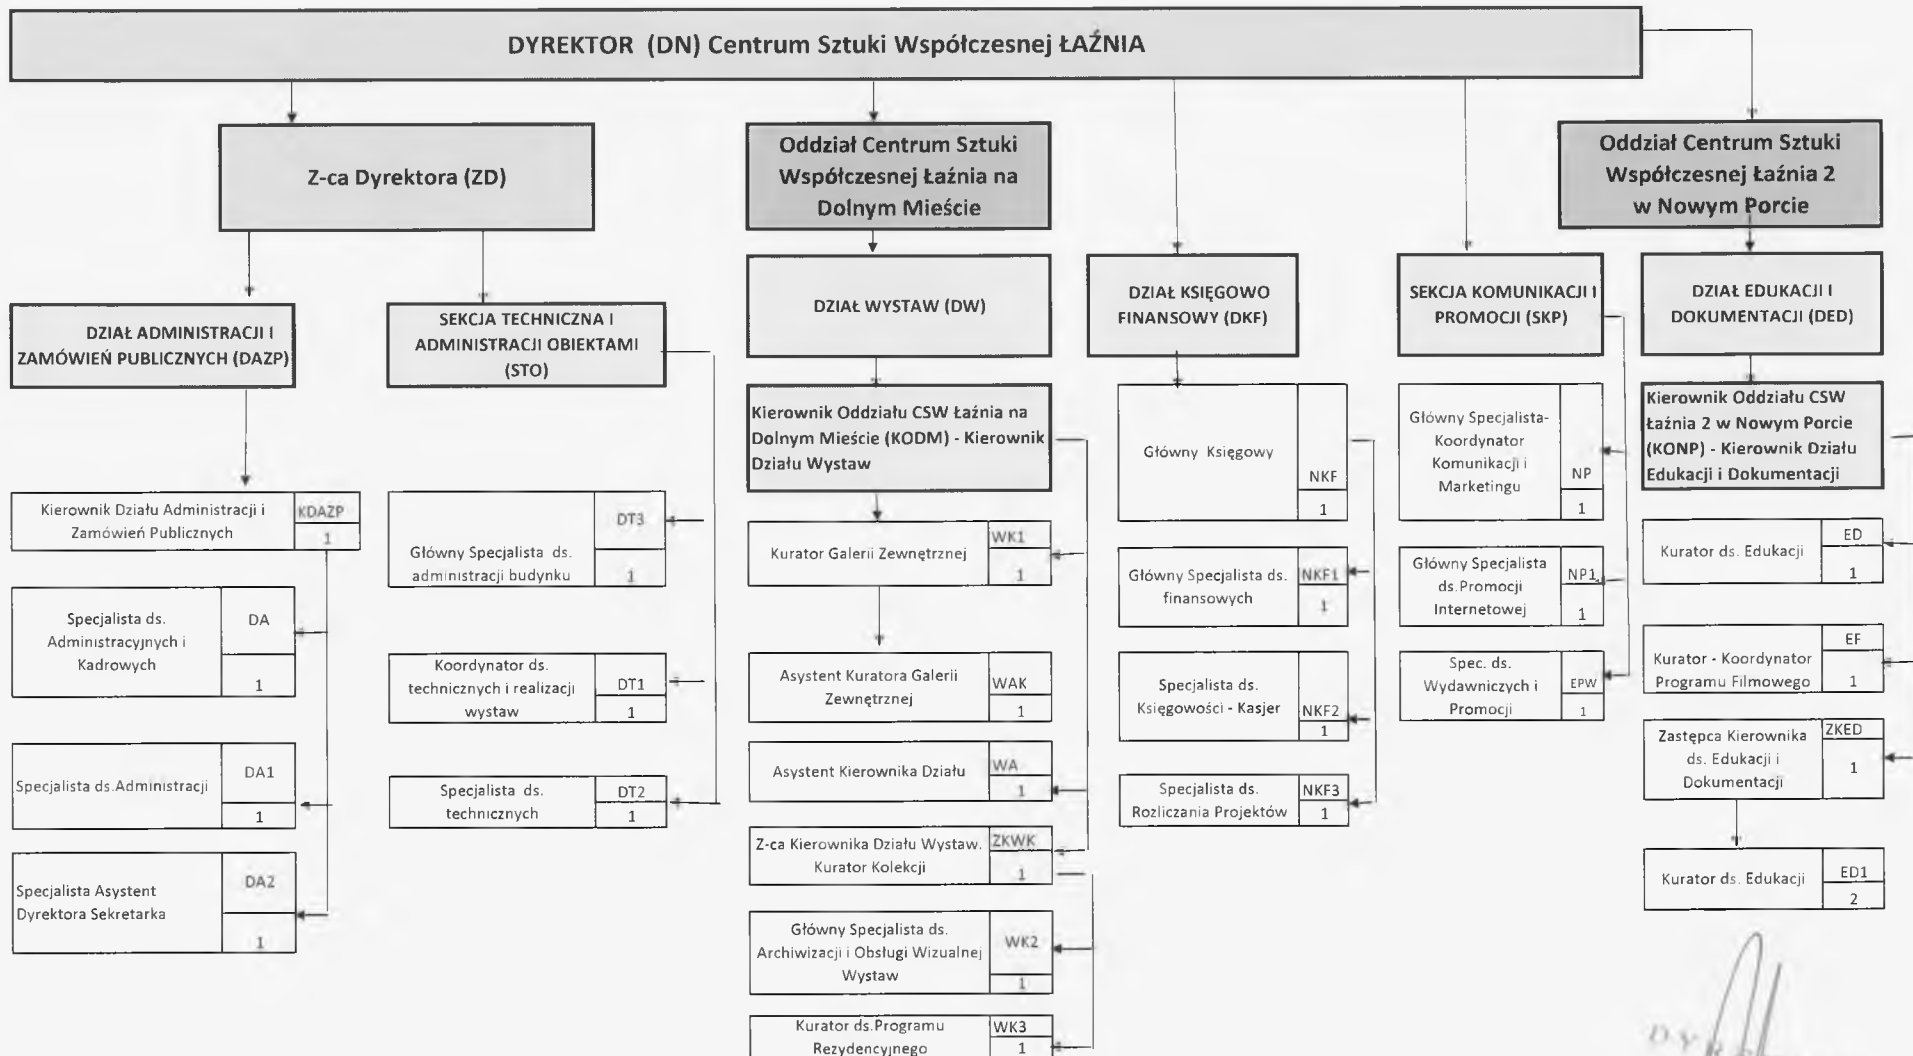 DYREKTOR (DN) Centrum Sztuki Współczesnej ŁAŹNIA
Z-ca Dyrektora (ZD)
Oddział Centrum Sztuki
Współczesnej Łaźnia na
Dolnym Mieście
Oddział Centrum Sztuki
Współczesnej Łaźnia 2
w Nowym Porcie
DZIAŁ ADMINISTRACJI I
ZAMÓWIEŃ PUBLICZNYCH (DAZP)
SEKCJA TECHNICZNA I
ADMINISTRACJI OBIEKTAMI
(STO)
DZIAŁ WYSTAW (DW)
DZIAŁ KSIĘGOWO
FINANSOWY (DKF)
SEKCJA KOMUNIKACJI I
PROMOCJI (SKP)
DZIAŁ EDUKACJI I
DOKUMENTACJI (DED)
Kierownik Działu Administracji i
Zamówień Publicznych
KDAZP
1
Specjalista ds.
Administracyjnych i
Kadrowych
DA
1
Specjalista ds.Administracji
DA1
1
Specjalista Asystent
Dyrektora Sekretarka
DA2
1
Główny Specjalista ds.
administracji budynku
DT3
1
Koordynator ds.
technicznych i realizacji
wystaw
DT1
1
Specjalista ds.
technicznych
DT2
1
Kierownik Oddziału CSW Łaźnia na
Dolnym Mieście (KODM) - Kierownik
Działu Wystaw
Kurator Galerii Zewnętrznej
WK1
1
Asystent Kuratora Galerii
Zewnętrznej
WAK
1
Asystent Kierownika Działu
WA
1
Z-ca Kierownika Działu Wystaw.
Kurator Kolekcji
ZKWK
1
Główny Specjalista ds.
Archiwizacji i Obsługi Wizualnej
Wystaw
WK2
1
Kurator ds.Programu
Rezydencyjnego
WK3
1
Główny Księgowy
NKF
1
Główny Specjalista ds.
finansowych
NKF1
1
Specjalista ds.
Księgowości - Kasjer
NKF2
1
Specjalista ds.
Rozliczania Projektów
NKF3
1
Główny Specjalista-
Koordynator
Komunikacji i
Marketingu
NP
1
Główny Specjalista
ds.Promocji
Internetowej
NP1
1
Spec. ds.
Wydawniczych i
Promocji
EPW
1
Kierownik Oddziału CSW
Łaźnia 2 w Nowym Porcie
(KONP) - Kierownik Działu
Edukacji i Dokumentacji
Kurator ds. Edukacji
ED
1
Kurator - Koordynator
Programu Filmowego
EF
1
Zastępca Kierownika
ds. Edukacji i
Dokumentacji
ZKED
1
Kurator ds. Edukacji
ED1
2